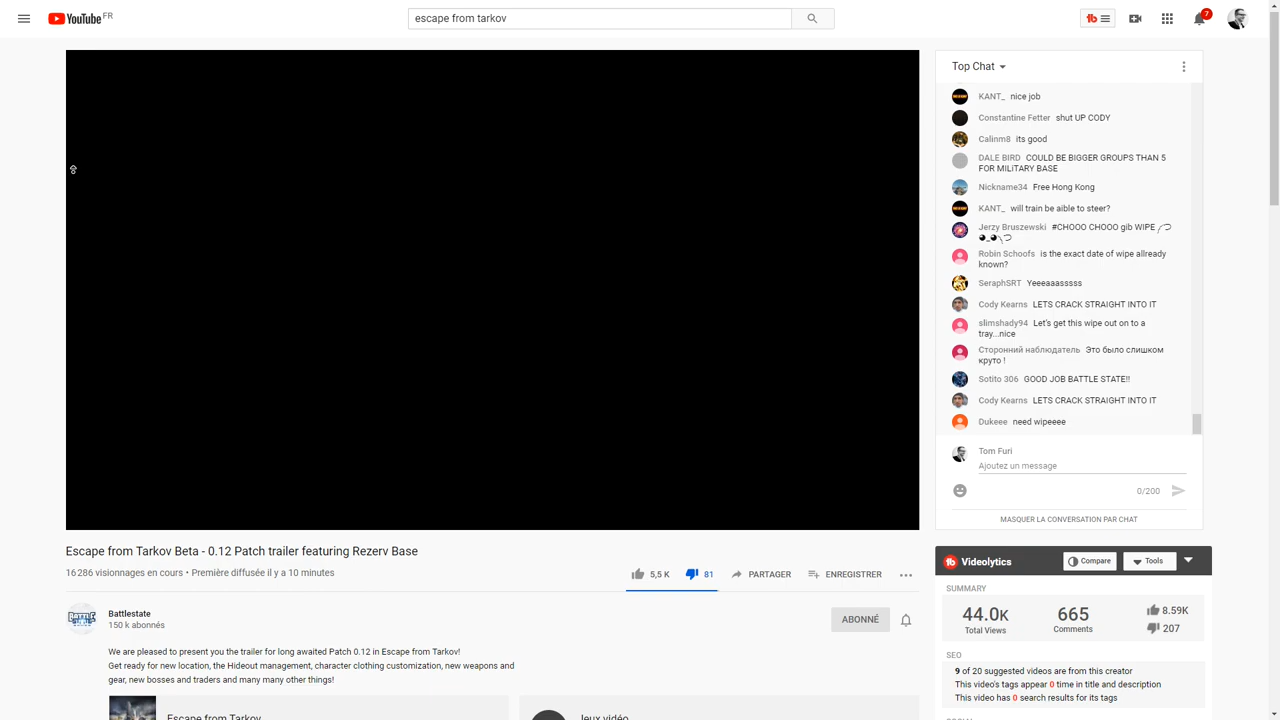 YouTube FR
escape from tarkov
7
Top Chat
KANT_ nice job
Constantine Fetter shut UP CODY
Calinm8 its good
DALE BIRD COULD BE BIGGER GROUPS THAN 5
FOR MILiTARY BASE
Nickname34 Free Hong Kong
KANT_ will train be aible to steer?
Jerzy Bruszewski #CHOOO CHOOO gib WIPE
Robin Schoofs is the exact date of wipe allready
known?
SeraphSRT Yeeeaaasssss
Cody Kearns LETS CRACK STRAIGHT INTO IT
slimshady94 Let's get this wipe out on to a
tray...nice
Сторонний наблюдатель Это было слишком
круто !
Sotito 306 GOOD JOB BATTLE STATE!!
Cody Kearns LETS CRACK STRAIGHT INTO IT
Dukeee need wipeeee
Tom Furi
Ajoutez un message
0/200
MASQUER LA CONVERSATION PAR CHAT
Escape from Tarkov Beta - 0.12 Patch trailer featuring Rezerv Base
16 286 visionnages en cours • Première diffusée il y a 10 minutes
5,5 K 81 PARTAGER ENREGISTRER
Battlestate
150 k abonnés
ABONNÉ
We are pleased to present you the trailer for long awaited Patch 0.12 in Escape from Tarkov!
Get ready for new location, the Hideout management, character clothing customization, new weapons and
gear, new bosses and traders and many many other things!
Escape from Tarkov
Jeux vidéo
Videolytics Compare Tools
SUMMARY
44.0K 665 8.59K
Total Views Comments 207
SEO
9 of 20 suggested videos are from this creator
This video's tags appear 0 time in title and description
This video has 0 search results for its tags